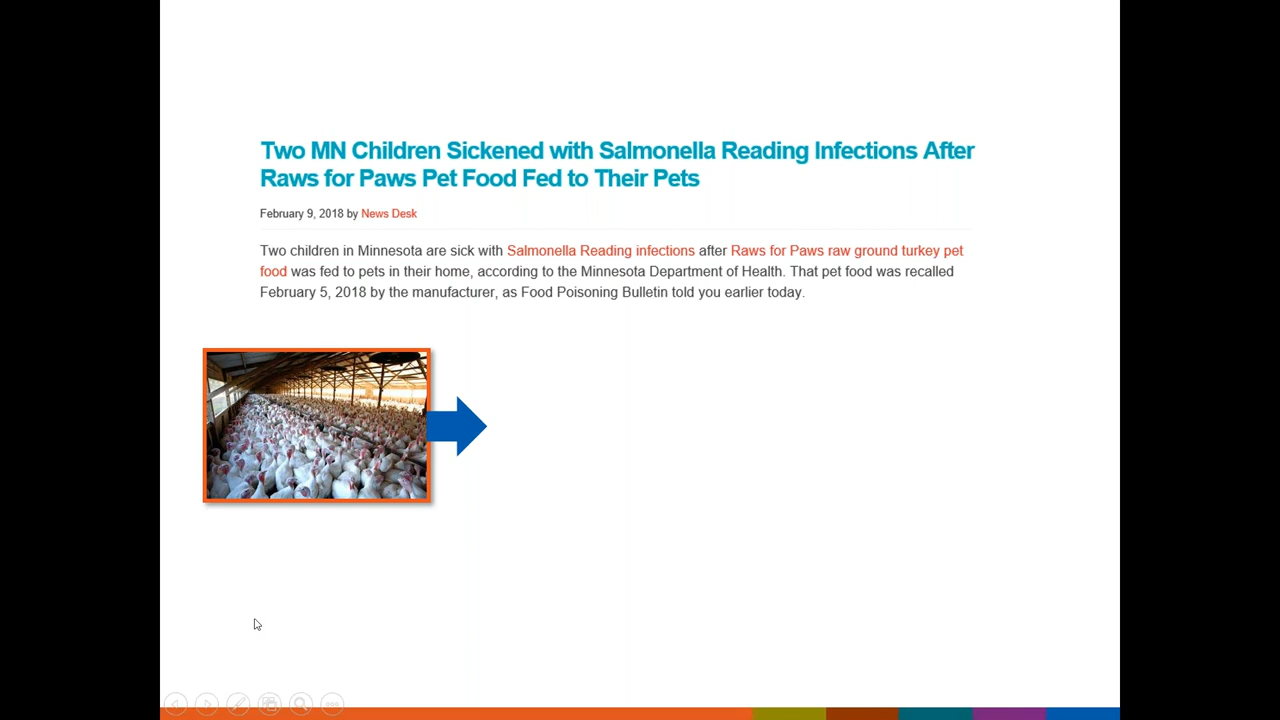 Two MN Children Sickened with Salmonella Reading Infections After
Raws for Paws Pet Food Fed to Their Pets
February 9, 2018 by News Desk
Two children in Minnesota are sick with Salmonella Reading infections after Raws for Paws raw ground turkey pet
food was fed to pets in their home, according to the Minnesota Department of Health. That pet food was recalled
February 5, 2018 by the manufacturer, as Food Poisoning Bulletin told you earlier today.